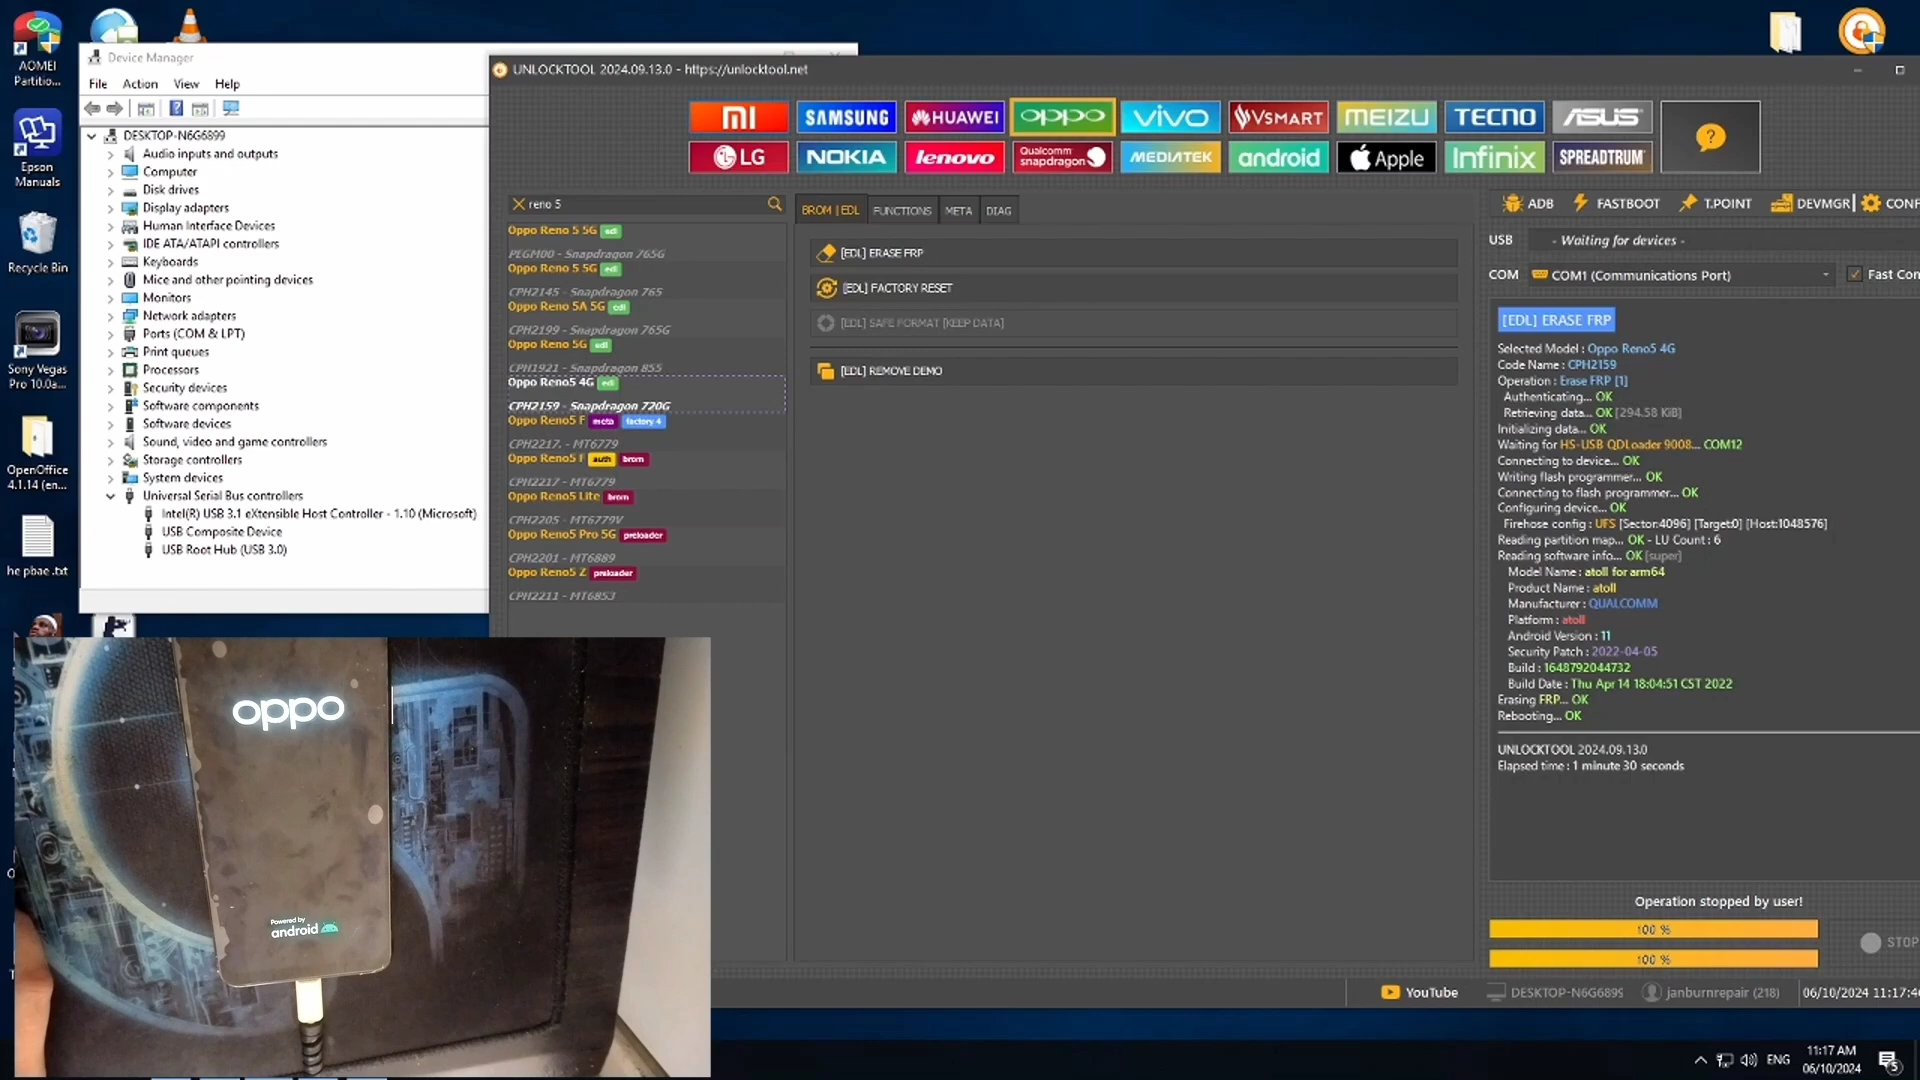 AOMEI
Partitio...
Epson
Manuals
Recycle Bin
Sony Vegas
Pro 10.0a...
OpenOffice
4.1.14 (en...
he pbae .txt
Device Manager
File Action View Help
DESKTOP-N6G6899
Audio inputs and outputs
Computer
Disk drives
Display adapters
Human Interface Devices
IDE ATA/ATAPI controllers
Keyboards
Mice and other pointing devices
Monitors
Network adapters
Ports (COM & LPT)
Print queues
Processors
Security devices
Software components
Software devices
Sound, video and game controllers
Storage controllers
System devices
Universal Serial Bus controllers
Intel(R) USB 3.1 eXtensible Host Controller - 1.10 (Microsoft)
USB Composite Device
USB Root Hub (USB 3.0)
UNLOCKTOOL 2024.09.13.0 - https://unlocktool.net
mi SAMSUNG HUAWEI oppo vivo VSMART MEIZU TECNO ASUS
LG NOKIA lenovo Qualcomm snapdragon MEDIATEK android Apple Infinix SPREADTRUM
?
reno 5
Oppo Reno 5 5G edl
PEGM00 - Snapdragon 765G
Oppo Reno 5 5G edl
CPH2145 - Snapdragon 765
Oppo Reno 5A 5G edl
CPH2199 - Snapdragon 765G
Oppo Reno 5G edl
CPH1921 - Snapdragon 855
Oppo Reno5 4G edl
CPH2159 - Snapdragon 720G
Oppo Reno5 F meta factory 4
CPH2217. - MT6779
Oppo Reno5 F auth brom
CPH2217 - MT6779
Oppo Reno5 Lite brom
CPH2205 - MT6779V
Oppo Reno5 Pro 5G preloader
CPH2201 - MT6889
Oppo Reno5 Z preloader
CPH2211 - MT6853
BROM | EDL FUNCTIONS META DIAG
[EDL] ERASE FRP
[EDL] FACTORY RESET
[EDL] SAFE FORMAT [KEEP DATA]
[EDL] REMOVE DEMO
ADB FASTBOOT T.POINT DEVMGR CONF
USB - Waiting for devices -
COM COM1 (Communications Port) Fast Con
[EDL] ERASE FRP
Selected Model : Oppo Reno5 4G
Code Name : CPH2159
Operation : Erase FRP [1]
Authenticating... OK
Retrieving data... OK [294.58 KiB]
Initializing data... OK
Waiting for HS-USB QDLoader 9008... COM12
Connecting to device... OK
Writing flash programmer... OK
Connecting to flash programmer... OK
Configuring device... OK
Firehose config : UFS [Sector:4096] [Target:0] [Host:1048576]
Reading partition map... OK - LU Count : 6
Reading software info... OK [super]
Model Name : atoll for arm64
Product Name : atoll
Manufacturer : QUALCOMM
Platform : atoll
Android Version : 11
Security Patch : 2022-04-05
Build : 1648792044732
Build Date : Thu Apr 14 18:04:51 CST 2022
Erasing FRP... OK
Rebooting... OK
UNLOCKTOOL 2024.09.13.0
Elapsed time : 1 minute 30 seconds
Operation stopped by user!
100 %
100 %
STOP
YouTube DESKTOP-N6G6899 janburnrepair (218) 06/10/2024 11:17:46
oppo
Powered by
android
ENG
11:17 AM
06/10/2024
5